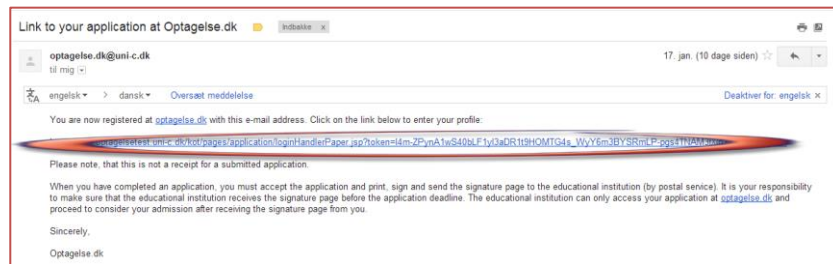 Link to your application at Optagelse.dk Indbakke x
optagelse.dk@uni-c.dk 17. jan. (10 dage siden)
til mig
engelsk > dansk Oversæt meddelelse Deaktiver for: engelsk x
You are now registered at optagelse.dk with this e-mail address. Click on the link below to enter your profile:
Please note, that this is not a receipt for a submitted application.
When you have completed an application, you must accept the application and print, sign and send the signature page to the educational institution (by postal service). It is your responsibility
to make sure that the educational institution receives the signature page before the application deadline. The educational institution can only access your application at optagelse.dk and
proceed to consider your admission after receiving the signature page from you.
Sincerely,
Optagelse.dk